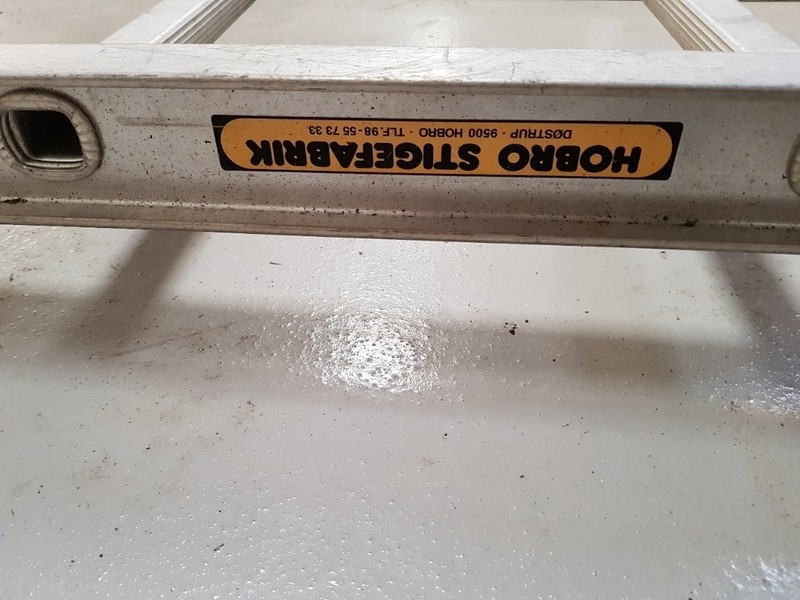 HOBRO STIGEFABRIK
DØSTRUP · 9500 HOBRO · TLF. 98 - 55 73 33.